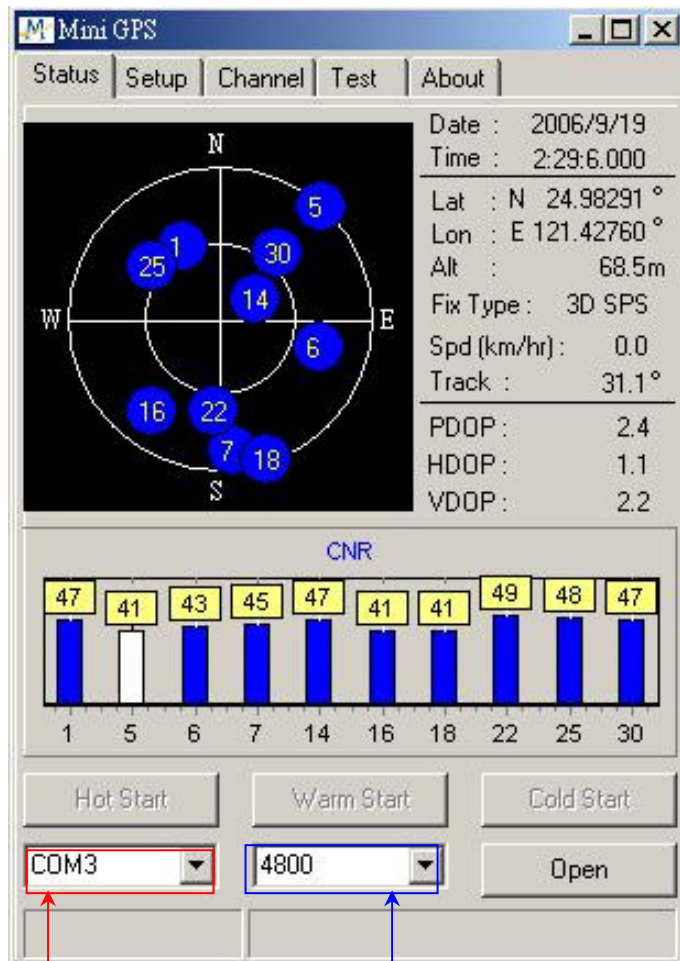 Mini GPS
Status Setup Channel Test About
N
W
E
S
5
1
30
25
14
6
16
22
7
18
Date : 2006/9/19
Time : 2:29:6.000
Lat : N 24.98291 °
Lon : E 121.42760 °
Alt : 68.5m
Fix Type : 3D SPS
Spd (km/hr) : 0.0
Track : 31.1 °
PDOP : 2.4
HDOP : 1.1
VDOP : 2.2
CNR
47 41 43 45 47 41 41 49 48 47
1 5 6 7 14 16 18 22 25 30
Hot Start Warm Start Cold Start
COM3 4800 Open